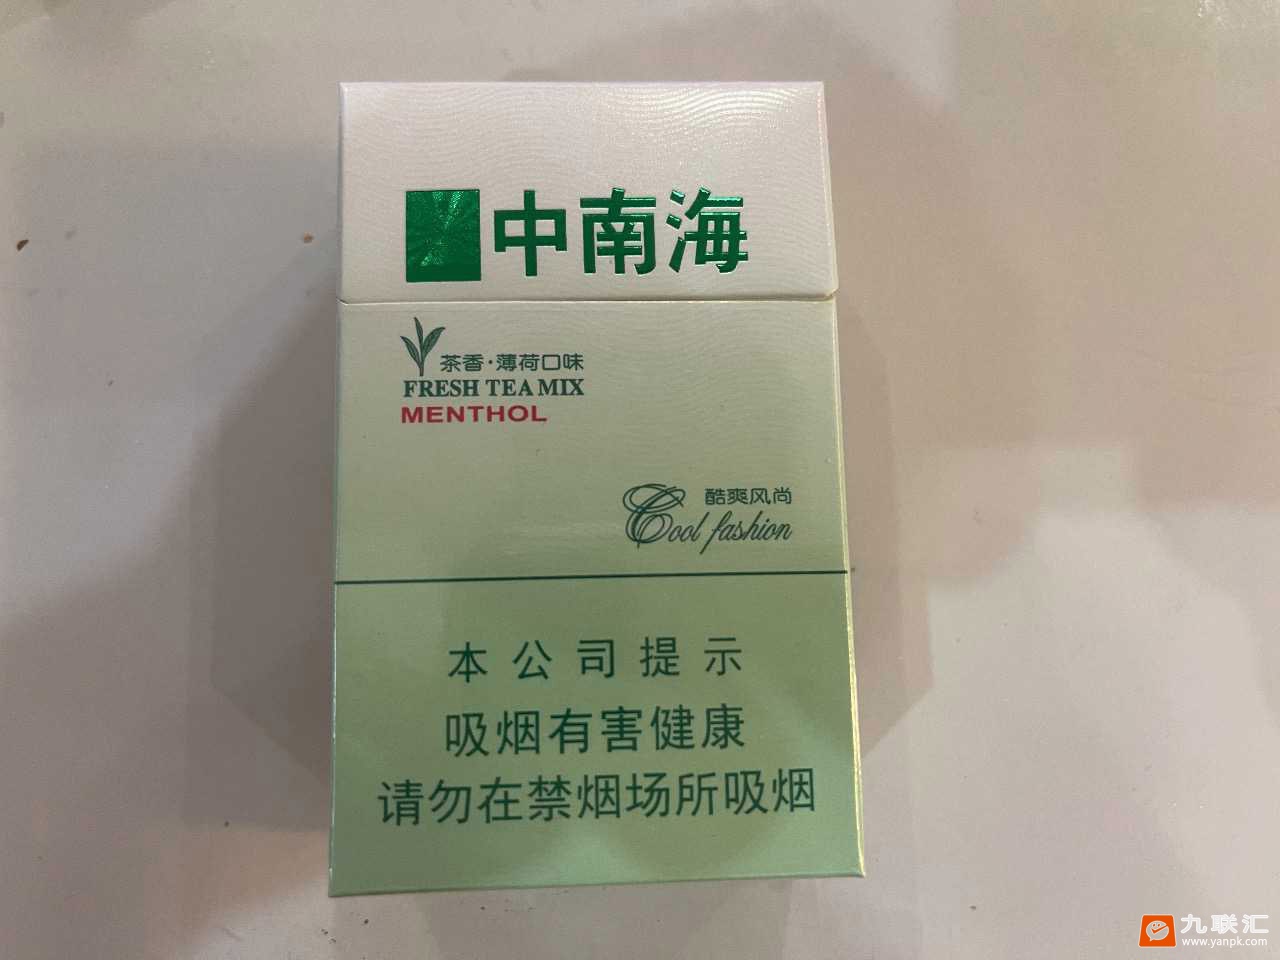 中南海
茶香·薄荷口味
FRESH TEA MIX
MENTHOL
酷爽风尚
Cool fashion
本公司提示
吸烟有害健康
请勿在禁烟场所吸烟
九联汇
www.yanpk.com